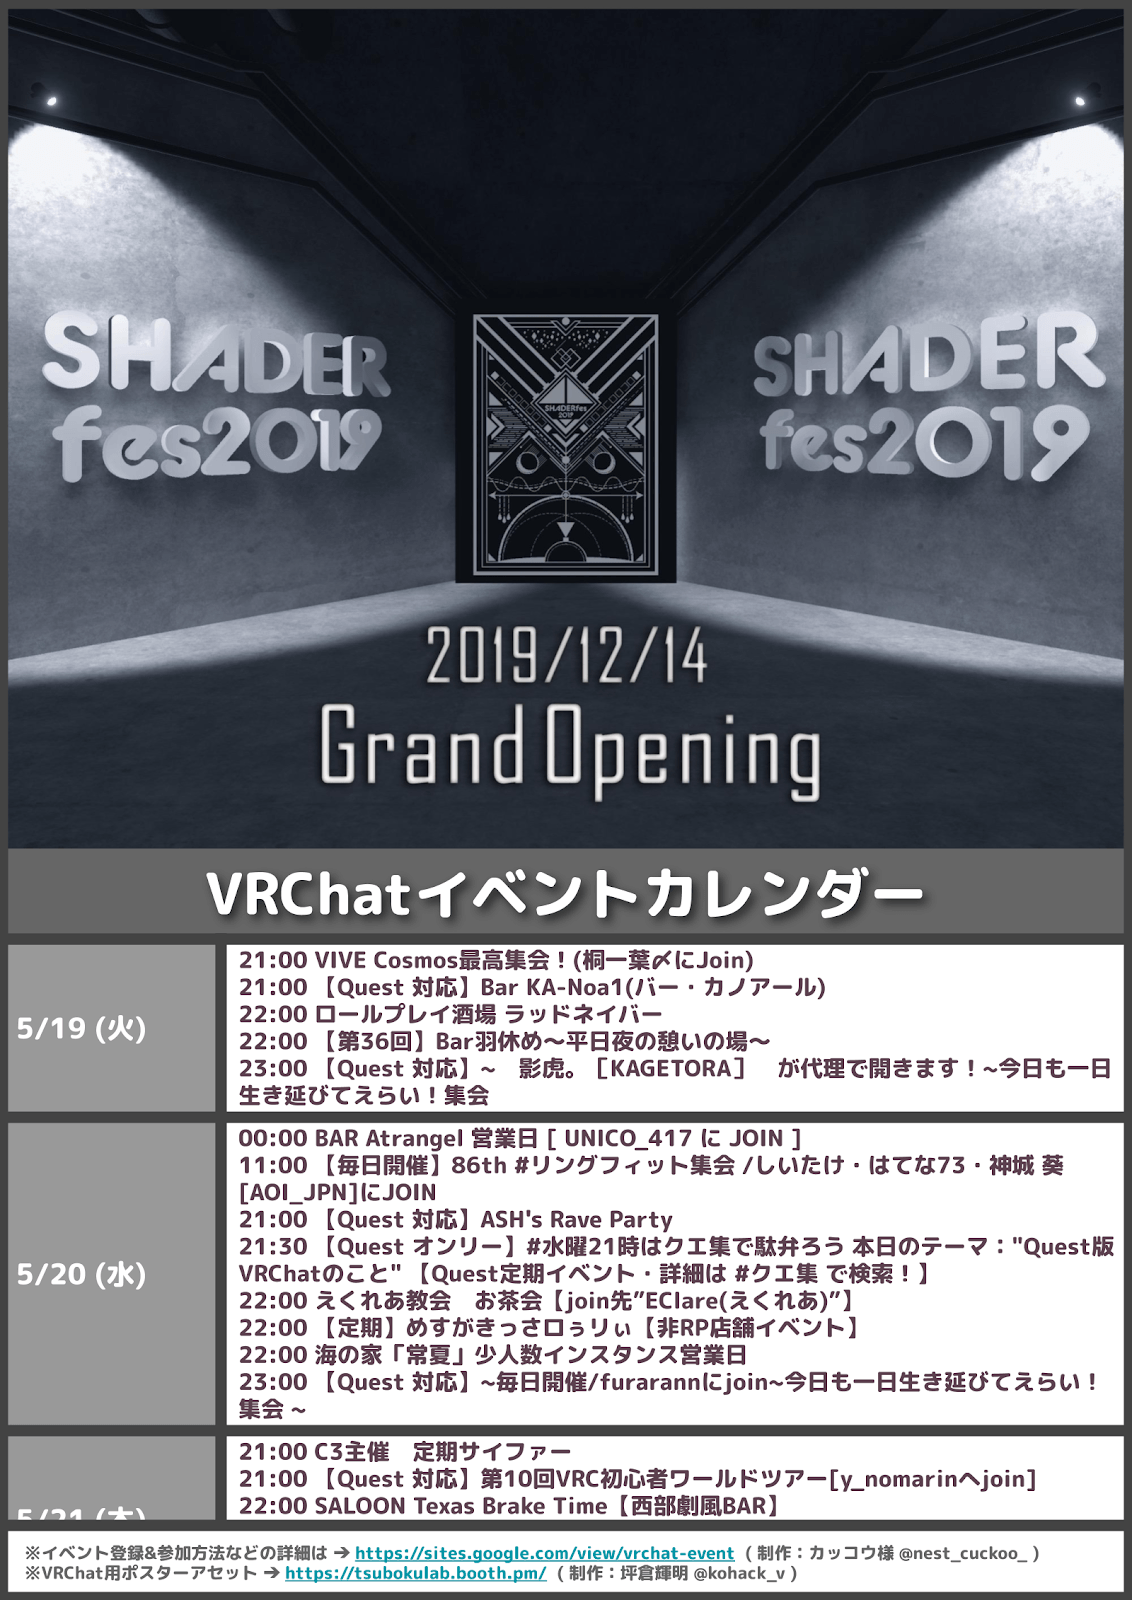 SHADER
fes2019
SHADER
fes2019
SHADERfes
2019
2019/12/14
Grand Opening
VRChatイベントカレンダー
5/19 (火)
21:00 VIVE Cosmos最高集会！(桐一葉〆にJoin)
21:00 【Quest 対応】Bar KA-Noa1(バー・カノアール)
22:00 ロールプレイ酒場 ラッドネイバー
22:00 【第36回】Bar羽休め～平日夜の憩いの場～
23:00 【Quest 対応】~　影虎。［KAGETORA］　が代理で開きます！~今日も一日
生き延びてえらい！集会
5/20 (水)
00:00 BAR Atrangel 営業日 [ UNICO_417 に JOIN ]
11:00 【毎日開催】86th #リングフィット集会 /しいたけ・はてな73・神城 葵
[AOI_JPN]にJOIN
21:00 【Quest 対応】ASH's Rave Party
21:30 【Quest オンリー】#水曜21時はクエ集で駄弁ろう 本日のテーマ："Quest版
VRChatのこと" 【Quest定期イベント・詳細は #クエ集 で検索！】
22:00 えくれあ教会　お茶会【join先”EClare(えくれあ)”】
22:00 【定期】めすがきっさロぅリぃ【非RP店舗イベント】
22:00 海の家「常夏」少人数インスタンス営業日
23:00 【Quest 対応】~毎日開催/furarannにjoin~今日も一日生き延びてえらい！
集会 ~
5/21 (木)
21:00 C3主催　定期サイファー
21:00 【Quest 対応】第10回VRC初心者ワールドツアー[y_nomarinへjoin]
22:00 SALOON Texas Brake Time【西部劇風BAR】
※イベント登録&参加方法などの詳細は ➔ https://sites.google.com/view/vrchat-event （ 制作：カッコウ様 @nest_cuckoo_ ）
※VRChat用ポスターアセット ➔ https://tsubokulab.booth.pm/ （ 制作：坪倉輝明 @kohack_v ）